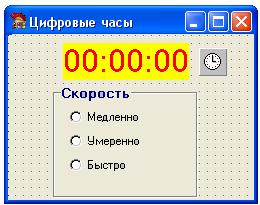 Цифровые часы
00:00:00
Скорость
Медленно
Умеренно
Быстро